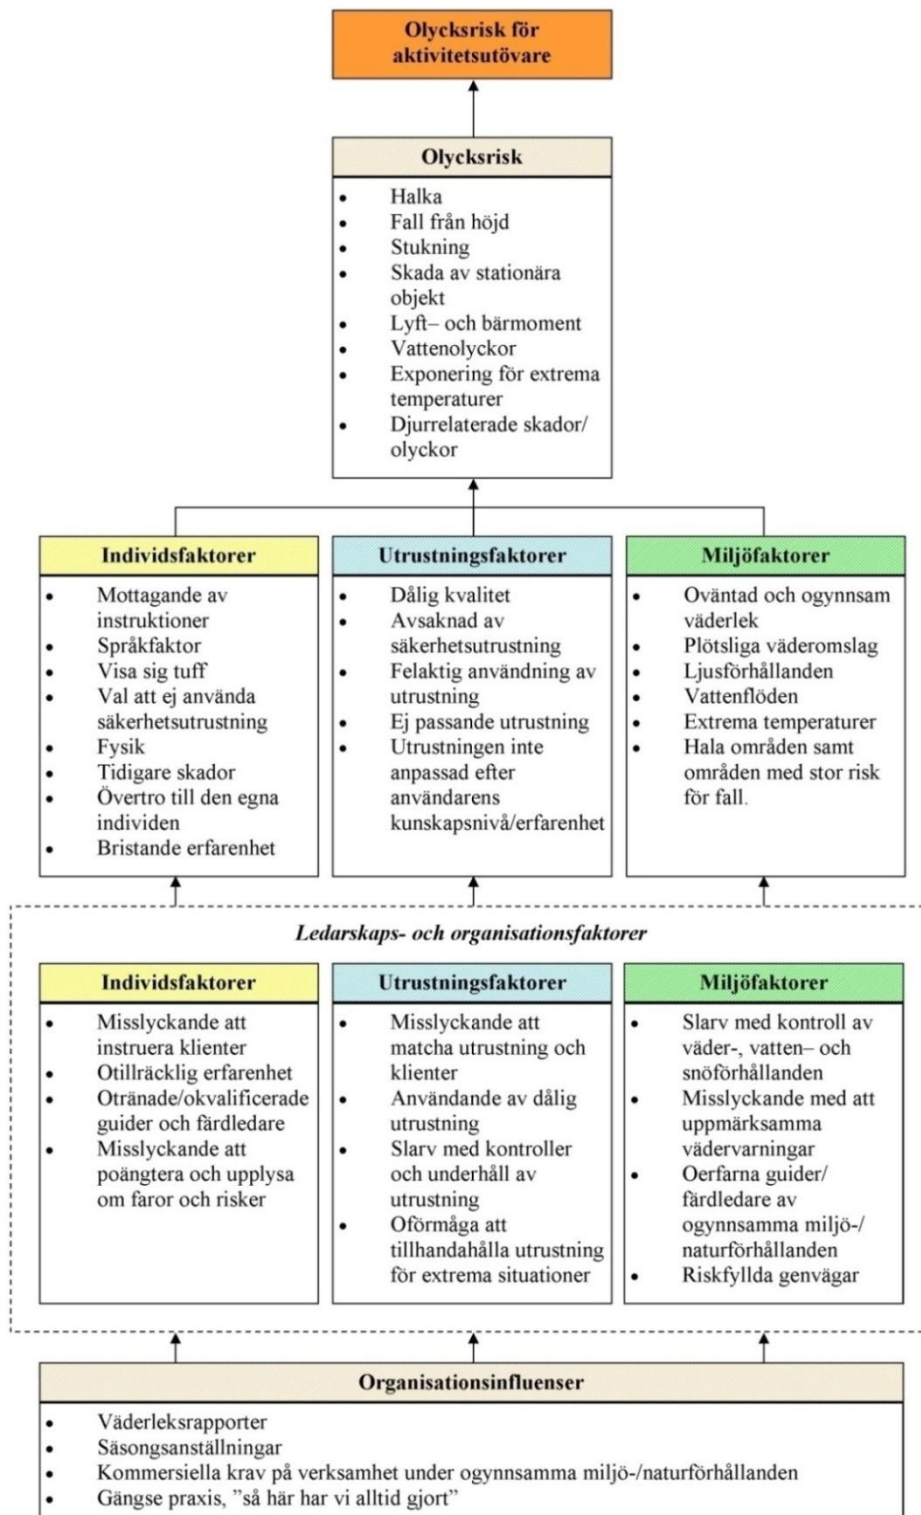 Olycksrisk för
aktivitetsutövare
Olycksrisk
• Halka
• Fall från höjd
• Stukning
• Skada av stationära
objekt
• Lyft– och bärmoment
• Vattenolyckor
• Exponering för extrema
temperaturer
• Djurrelaterade skador/
olyckor
Individsfaktorer
• Mottagande av
instruktioner
• Språkfaktor
• Visa sig tuff
• Val att ej använda
säkerhetsutrustning
• Fysik
• Tidigare skador
• Övertro till den egna
individen
• Bristande erfarenhet
Utrustningsfaktorer
• Dålig kvalitet
• Avsaknad av
säkerhetsutrustning
• Felaktig användning av
utrustning
• Ej passande utrustning
• Utrustningen inte
anpassad efter
användarens
kunskapsnivå/erfarenhet
Miljöfaktorer
• Oväntad och ogynnsam
väderlek
• Plötsliga väderomslag
• Ljusförhållanden
• Vattenflöden
• Extrema temperaturer
• Hala områden samt
områden med stor risk
för fall.
Ledarskaps- och organisationsfaktorer
Individsfaktorer
• Misslyckande att
instruera klienter
• Otillräcklig erfarenhet
• Otränade/okvalificerade
guider och färdledare
• Misslyckande att
poängtera och upplysa
om faror och risker
Utrustningsfaktorer
• Misslyckande att
matcha utrustning och
klienter
• Användande av dålig
utrustning
• Slarv med kontroller
och underhåll av
utrustning
• Oförmåga att
tillhandahålla utrustning
för extrema situationer
Miljöfaktorer
• Slarv med kontroll av
väder-, vatten– och
snöförhållanden
• Misslyckande med att
uppmärksamma
vädervarningar
• Oerfarna guider/
färdledare av
ogynnsamma miljö-/
naturförhållanden
• Riskfyllda genvägar
Organisationsinfluenser
• Väderleksrapporter
• Säsongsanställningar
• Kommersiella krav på verksamhet under ogynnsamma miljö-/naturförhållanden
• Gängse praxis, ”så här har vi alltid gjort”